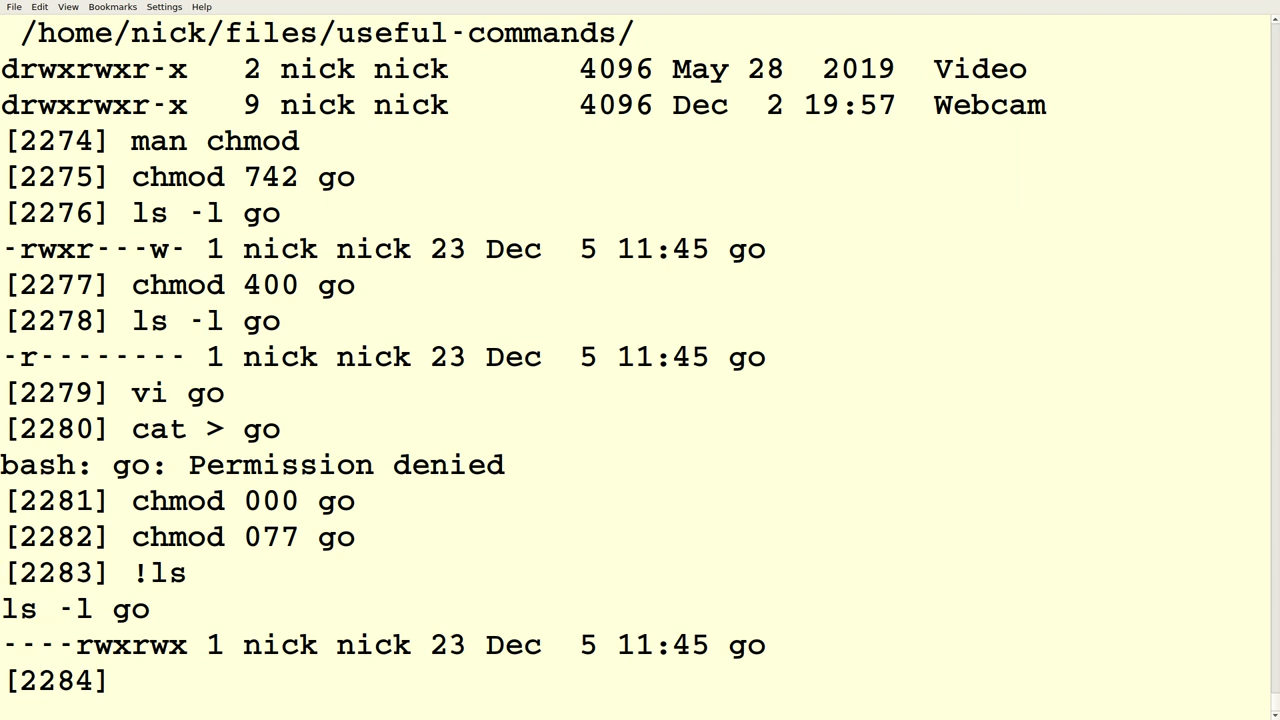 File Edit View Bookmarks Settings Help
/home/nick/files/useful-commands/
drwxrwxr-x   2 nick nick       4096 May 28  2019  Video
drwxrwxr-x   9 nick nick       4096 Dec  2 19:57  Webcam
[2274] man chmod
[2275] chmod 742 go
[2276] ls -l go
-rwxr---w- 1 nick nick 23 Dec  5 11:45 go
[2277] chmod 400 go
[2278] ls -l go
-r-------- 1 nick nick 23 Dec  5 11:45 go
[2279] vi go
[2280] cat > go
bash: go: Permission denied
[2281] chmod 000 go
[2282] chmod 077 go
[2283] !ls
ls -l go
----rwxrwx 1 nick nick 23 Dec  5 11:45 go
[2284]